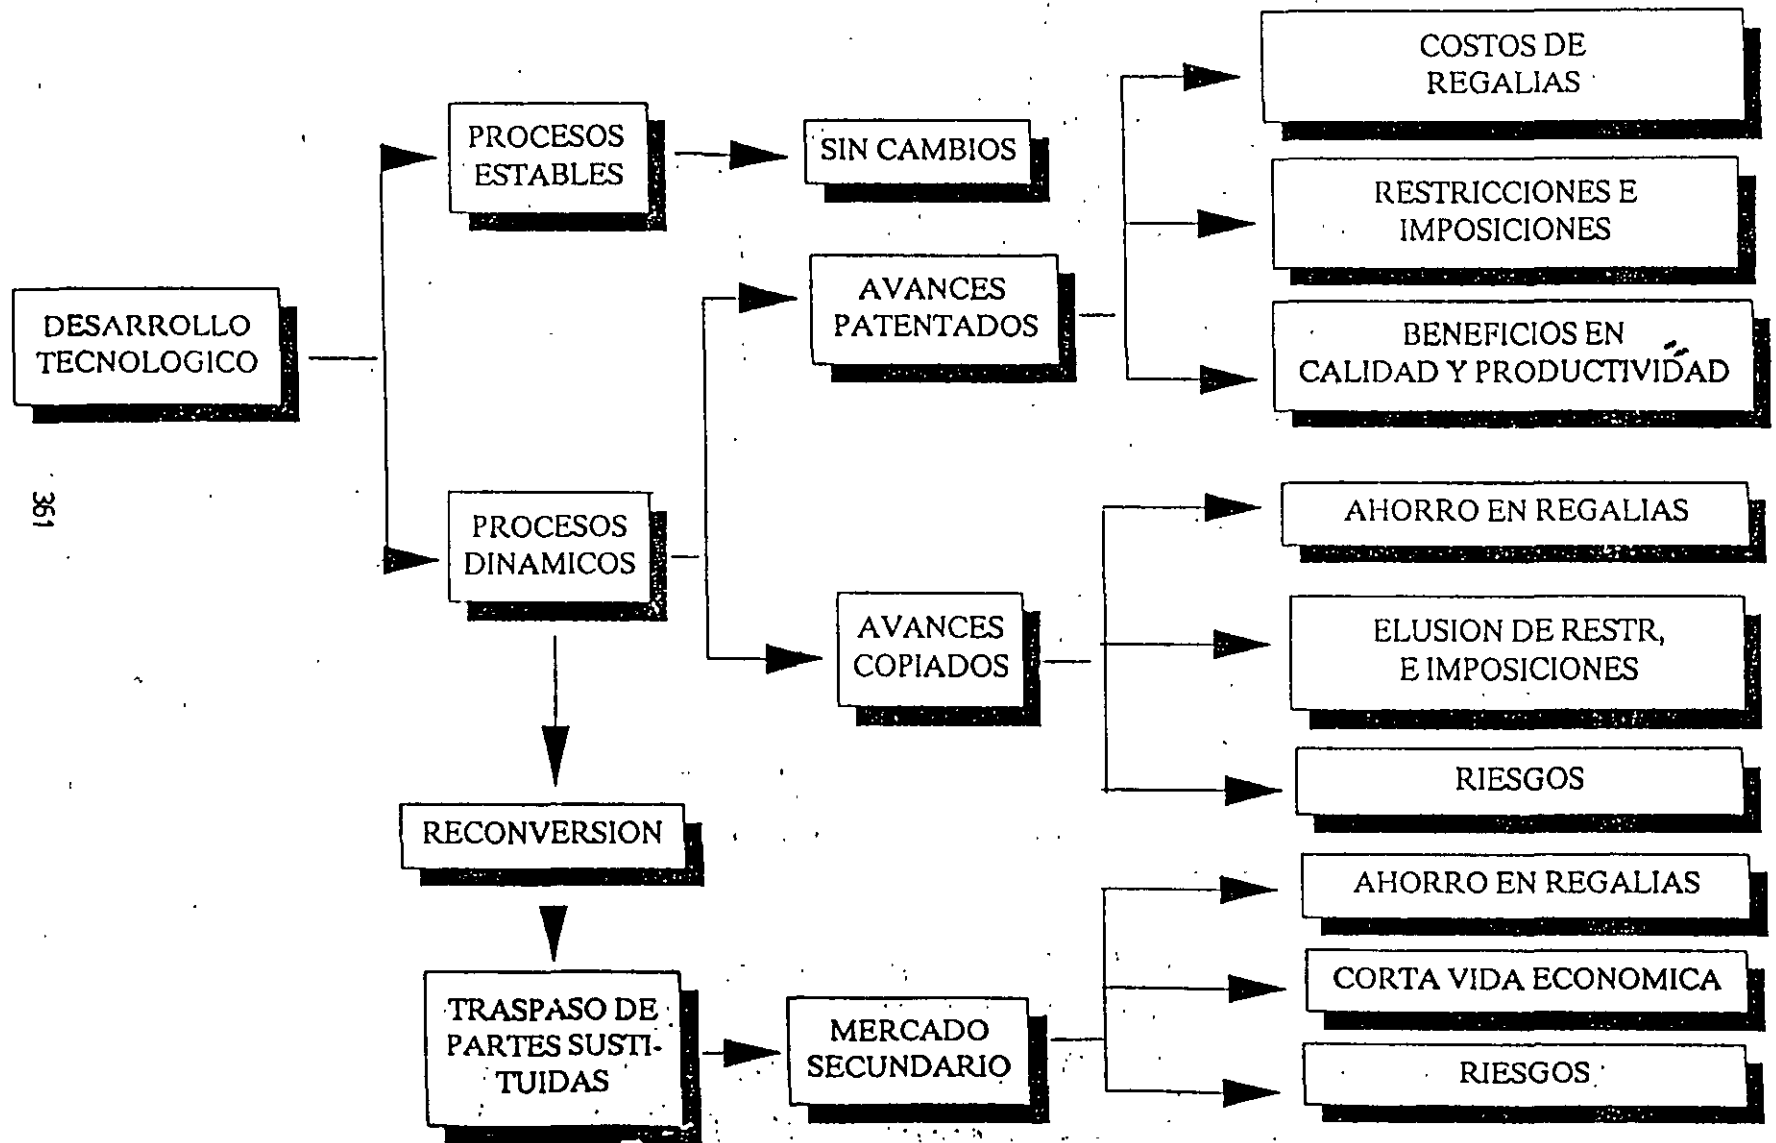 COSTOS DE
REGALIAS
PROCESOS
ESTABLES
SIN CAMBIOS
RESTRICCIONES E
IMPOSICIONES
AVANCES
PATENTADOS
DESARROLLO
TECNOLOGICO
BENEFICIOS EN
CALIDAD Y PRODUCTIVIDAD
361
PROCESOS
DINAMICOS
AHORRO EN REGALIAS
AVANCES
COPIADOS
ELUSION DE RESTR,
E IMPOSICIONES
RIESGOS
RECONVERSION
AHORRO EN REGALIAS
TRASPASO DE
PARTES SUSTI-
TUIDAS
MERCADO
SECUNDARIO
CORTA VIDA ECONOMICA
RIESGOS